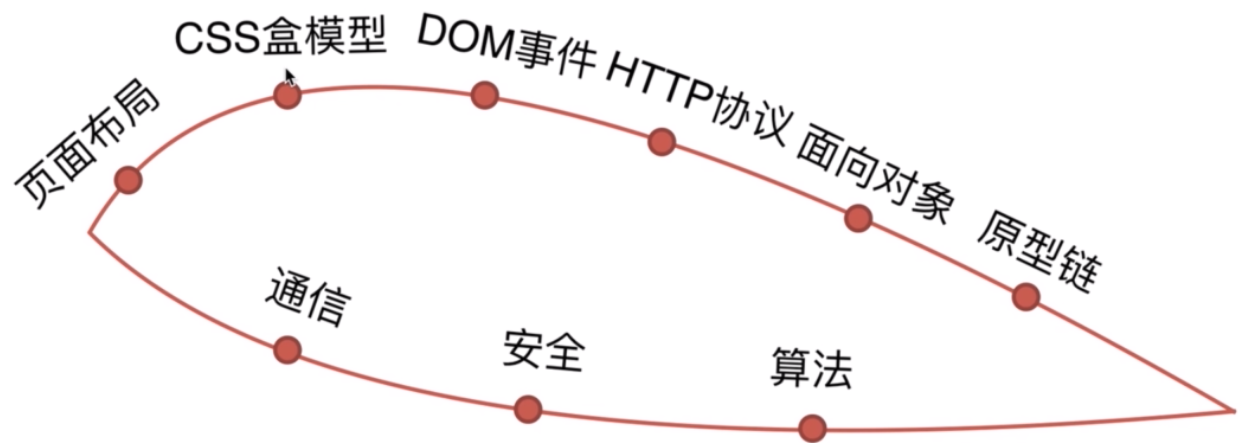 页面布局
CSS盒模型
DOM事件
HTTP协议
面向对象
原型链
通信
安全
算法